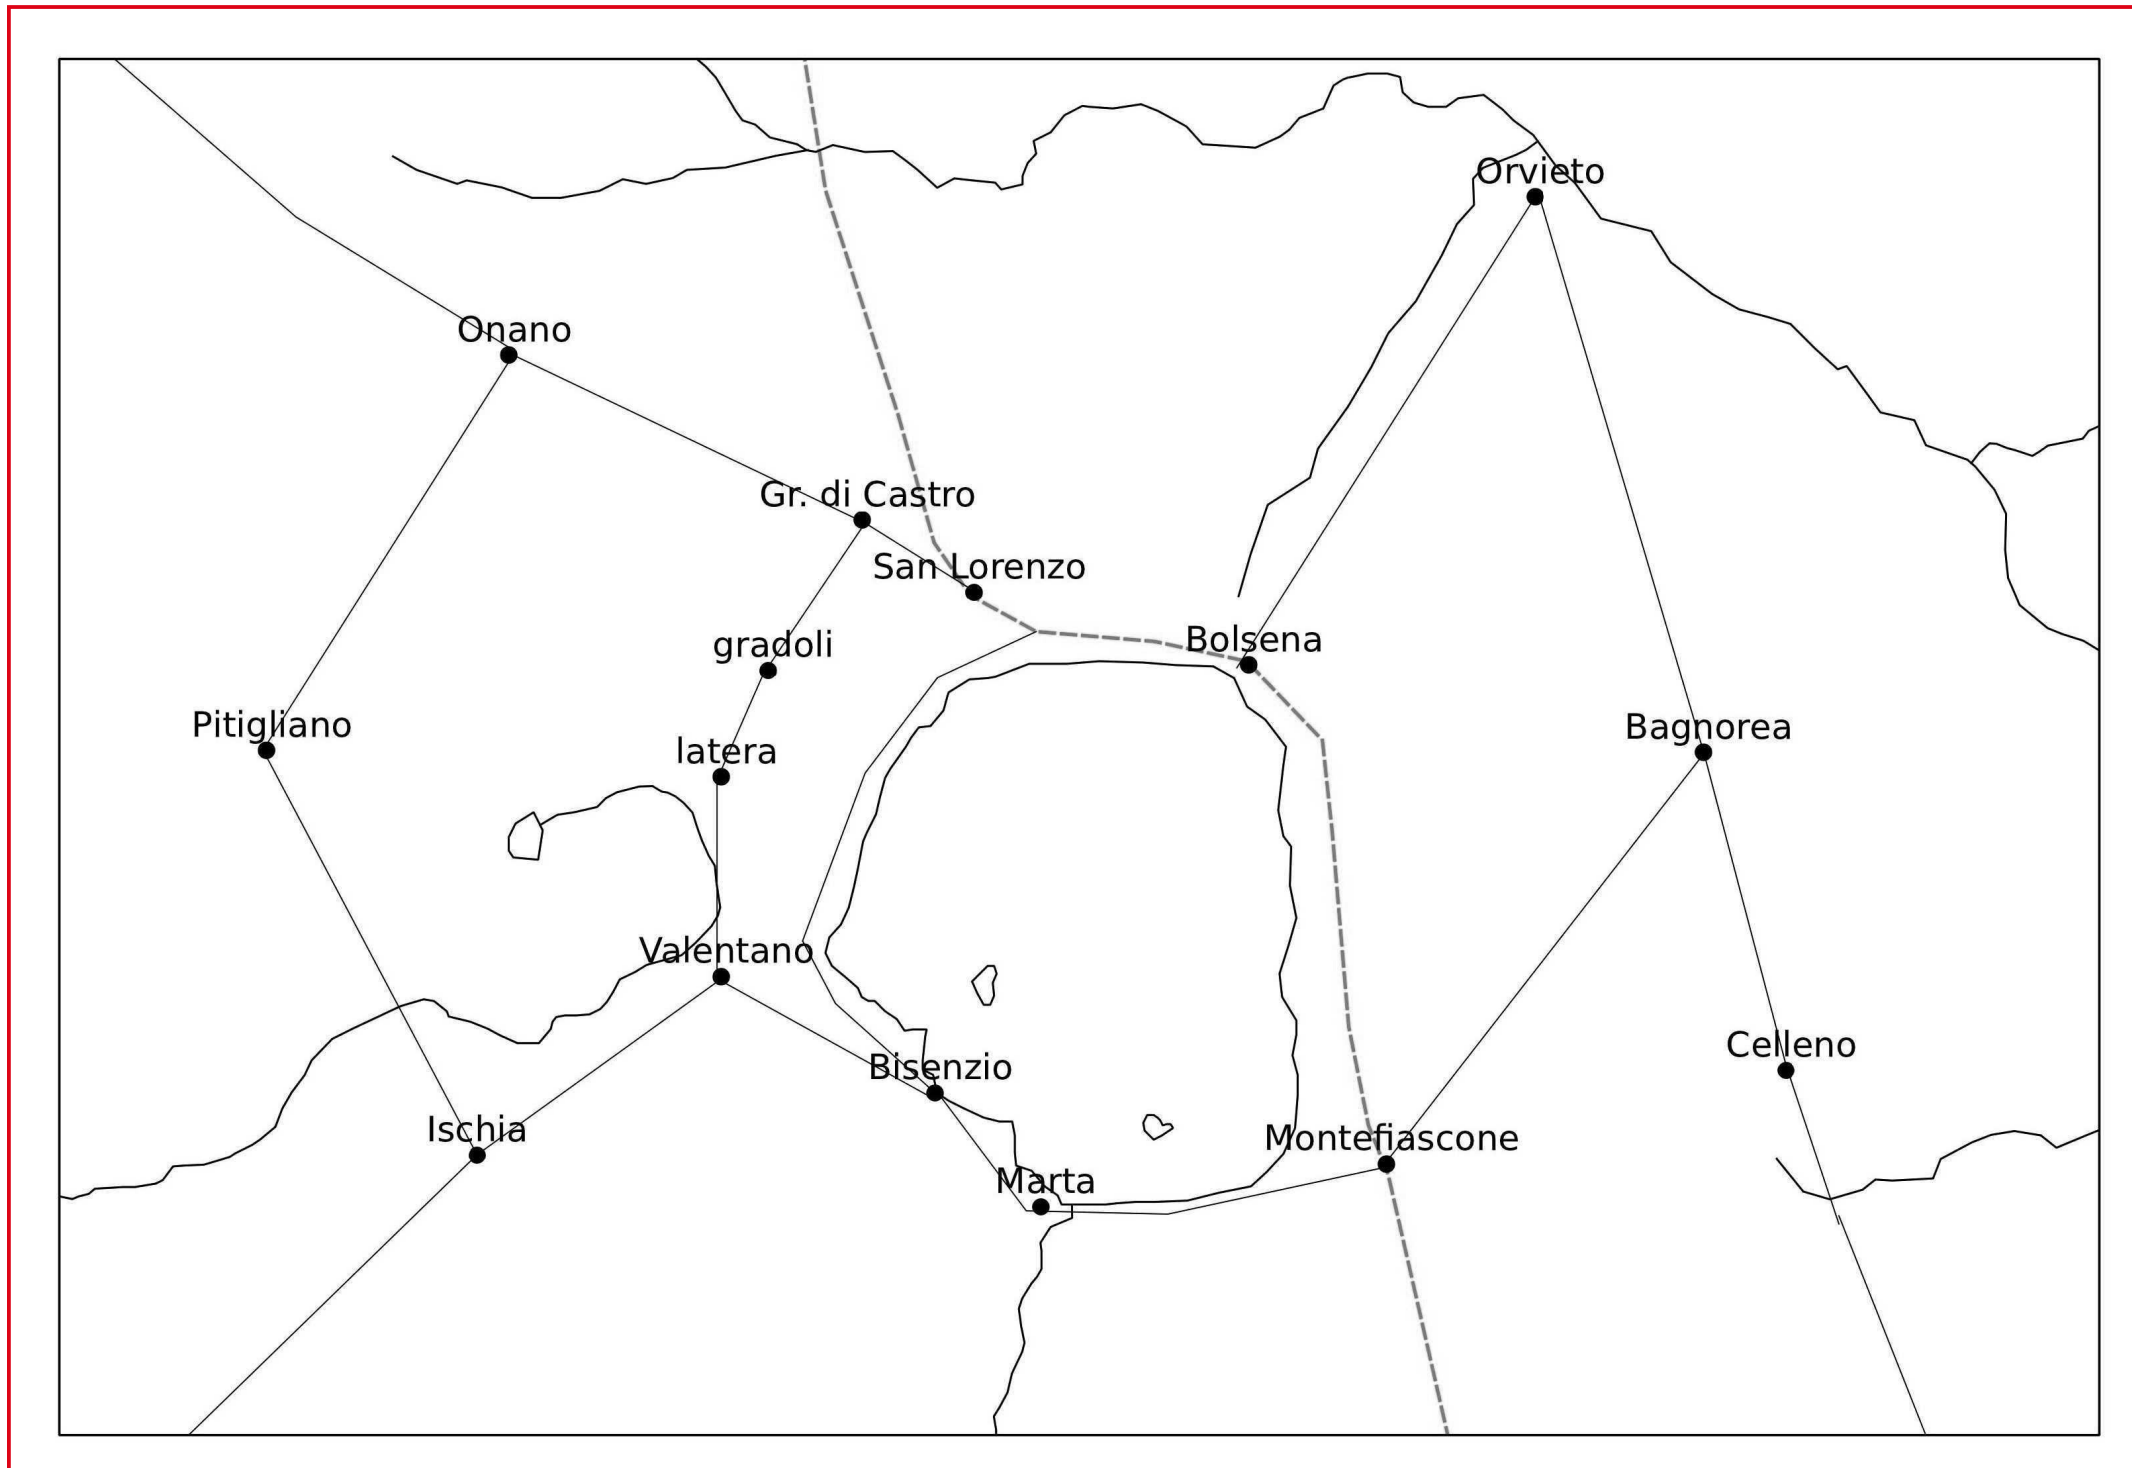 Orvieto
Onano
Gr. di Castro
San Lorenzo
Bolsena
gradoli
Pitigliano
latera
Bagnorea
Valentano
Celleno
Bisenzio
Ischia
Montefiascone
Marta